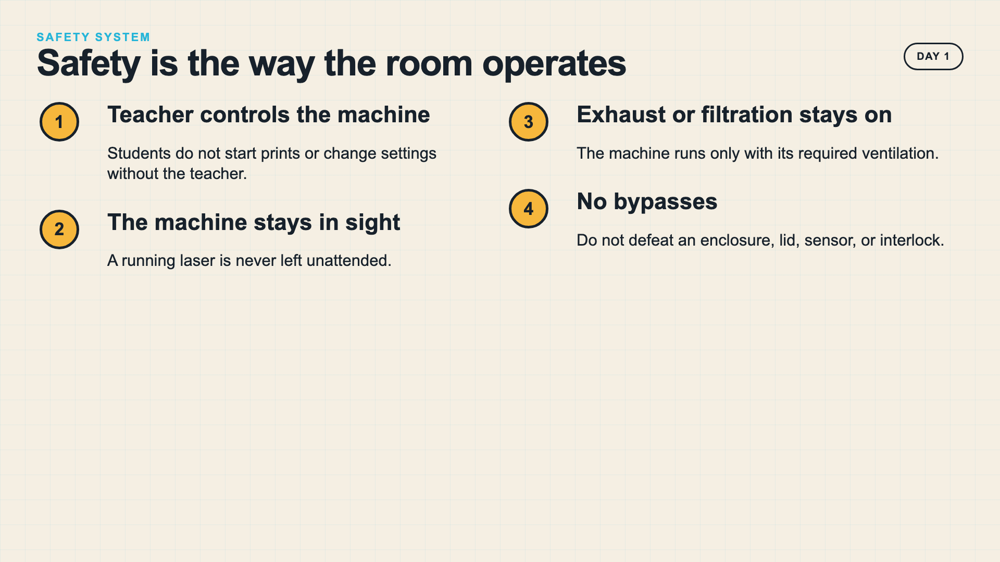 SAFETY SYSTEM
Safety is the way the room operates
DAY 1
1
Teacher controls the machine
Students do not start prints or change settings
without the teacher.
2
The machine stays in sight
A running laser is never left unattended.
3
Exhaust or filtration stays on
The machine runs only with its required ventilation.
4
No bypasses
Do not defeat an enclosure, lid, sensor, or interlock.